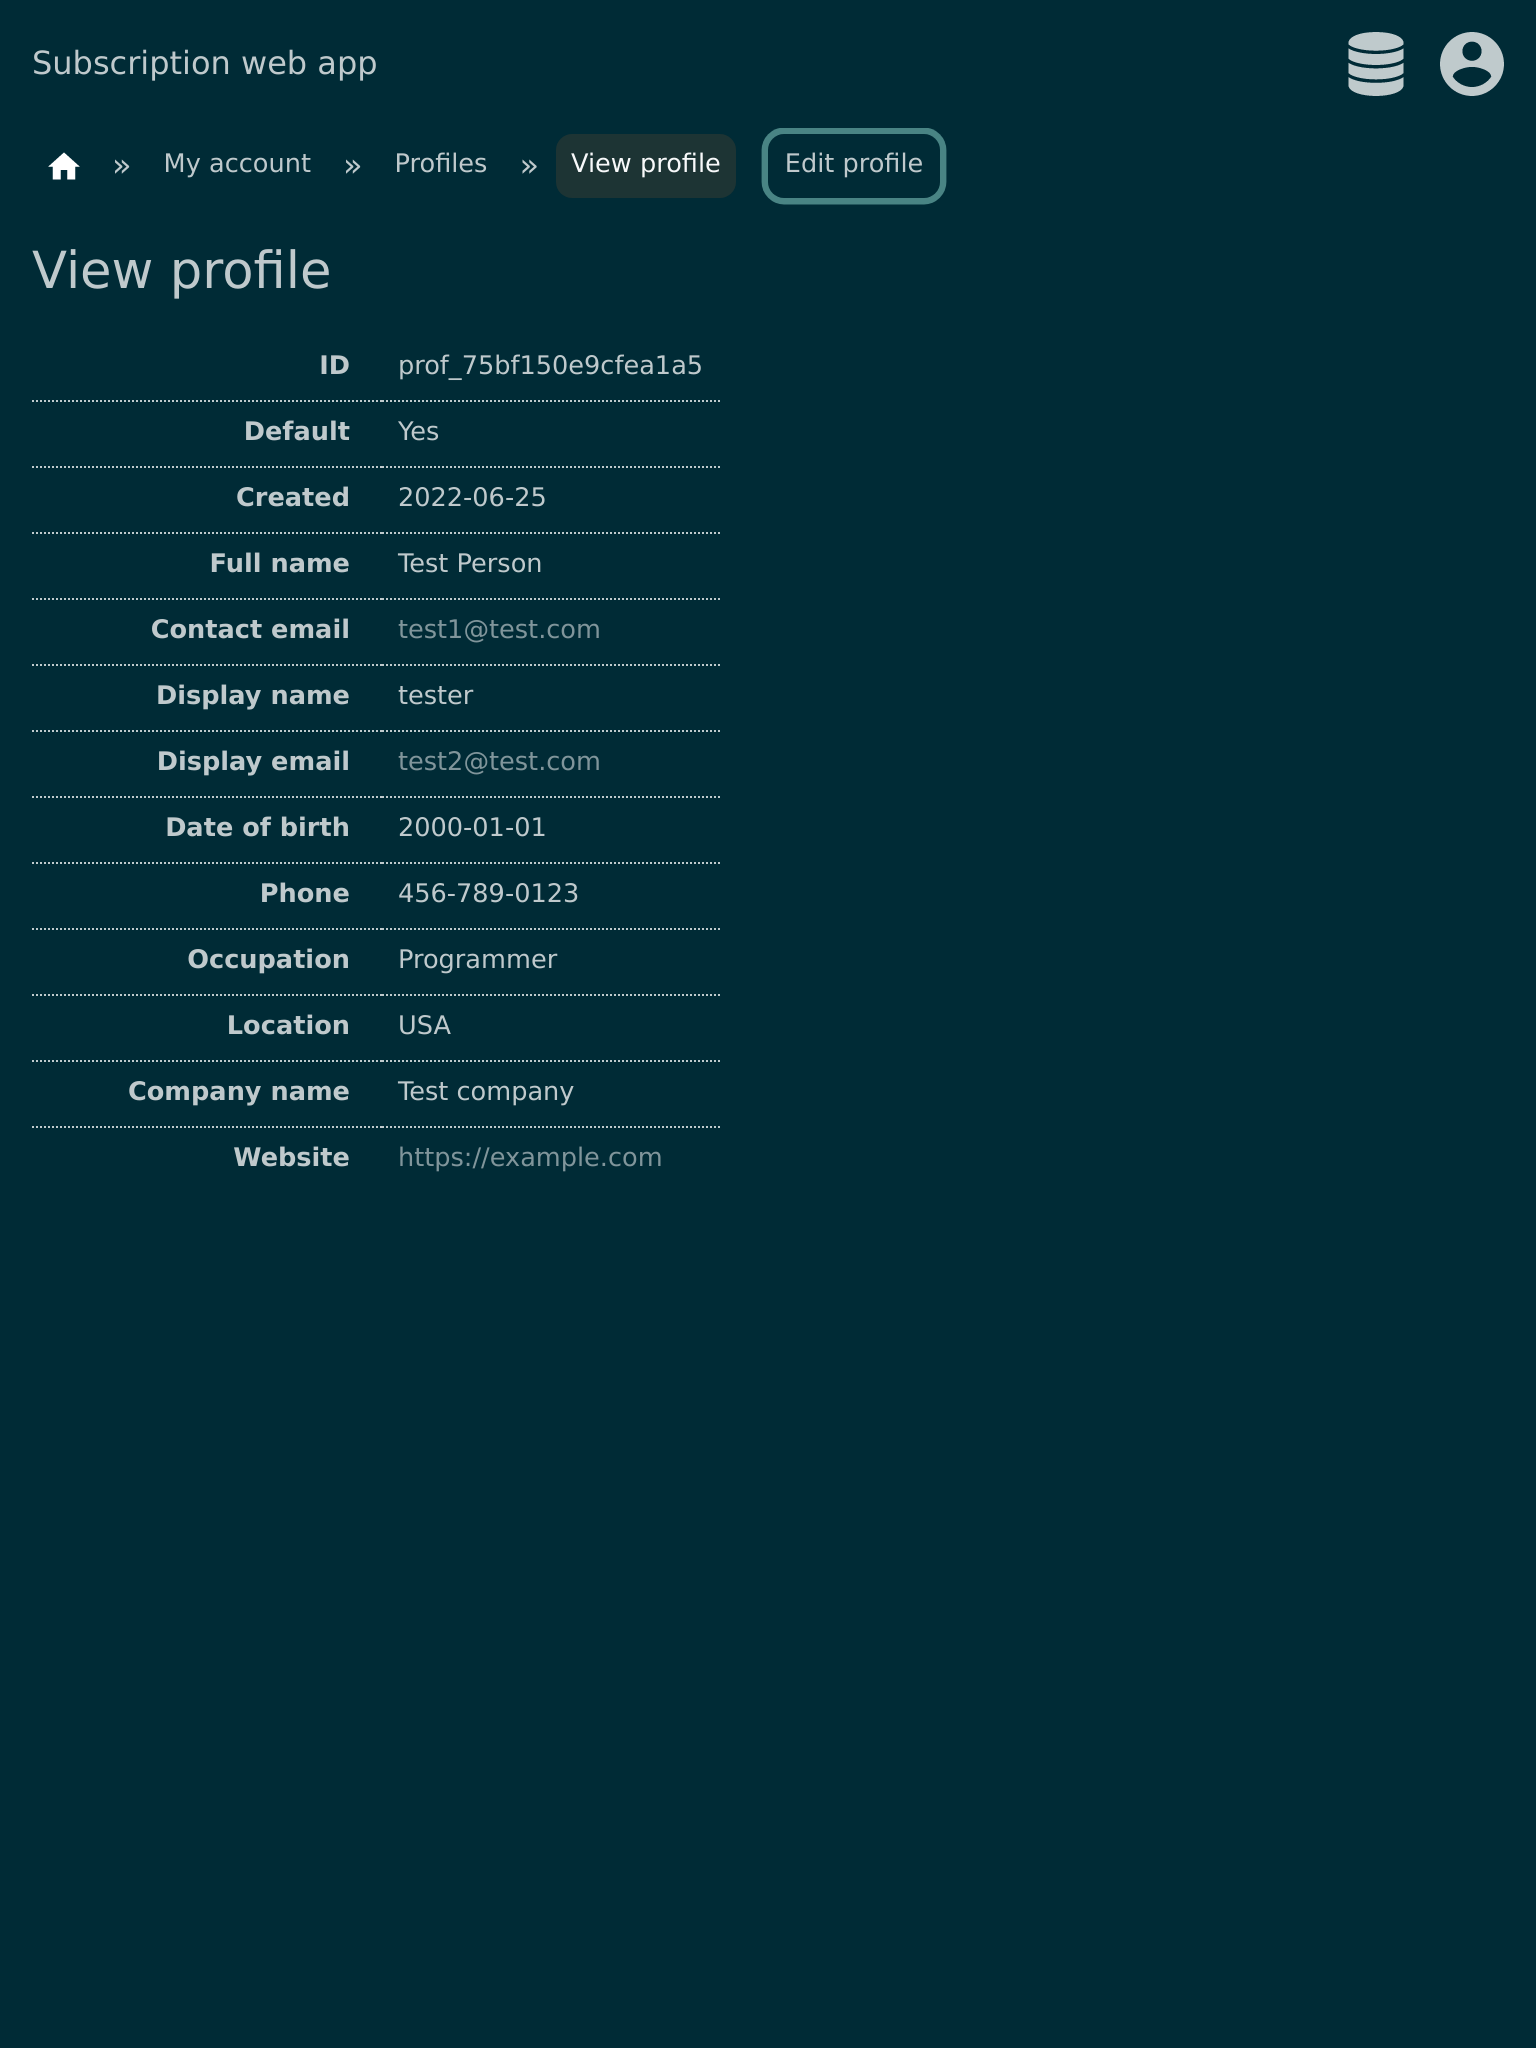 Subscription web app
» My account » Profiles » View profile Edit profile
View profile
ID prof_75bf150e9cfea1a5
Default Yes
Created 2022-06-25
Full name Test Person
Contact email test1@test.com
Display name tester
Display email test2@test.com
Date of birth 2000-01-01
Phone 456-789-0123
Occupation Programmer
Location USA
Company name Test company
Website https://example.com